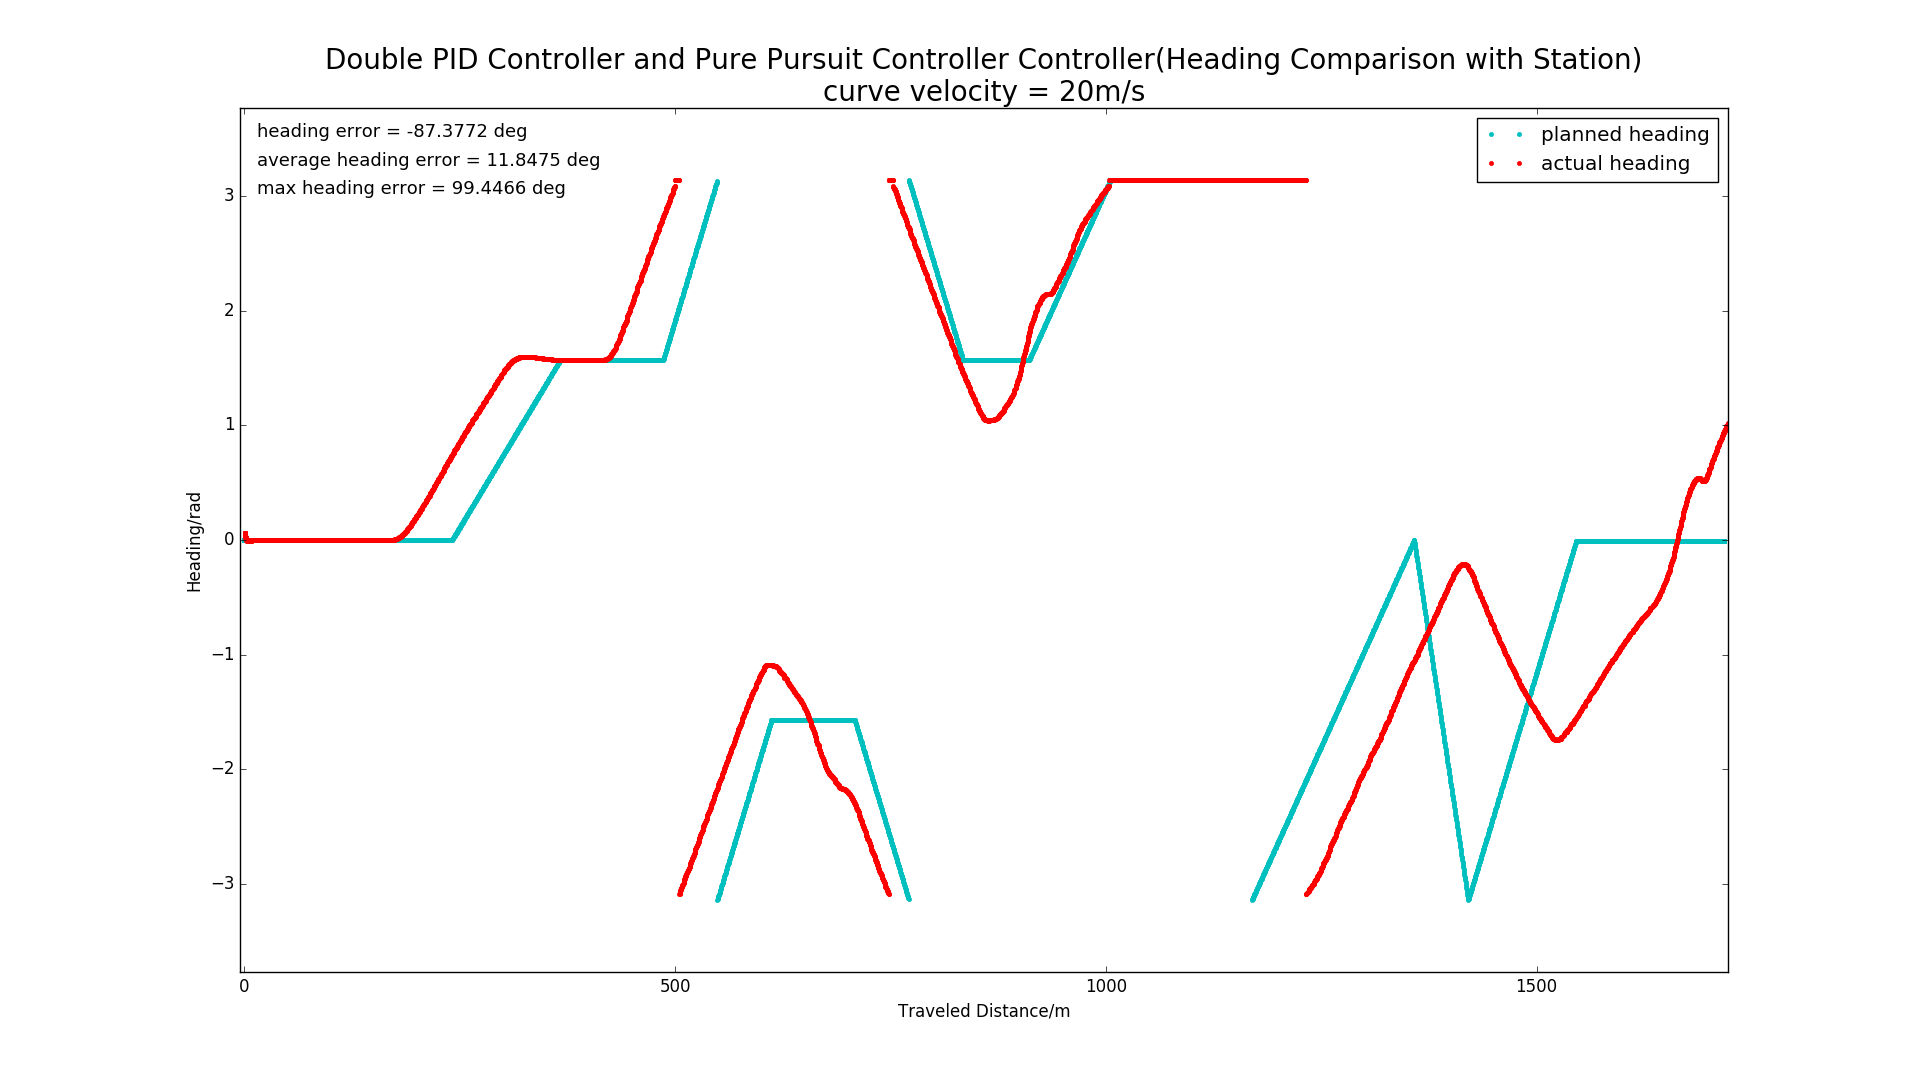 Double PID Controller and Pure Pursuit Controller Controller(Heading Comparison with Station)
curve velocity = 20m/s
heading error = -87.3772 deg
average heading error = 11.8475 deg
max heading error = 99.4466 deg
planned heading
actual heading
3
2
1
0
−1
−2
−3
Heading/rad
0
500
1000
1500
Traveled Distance/m